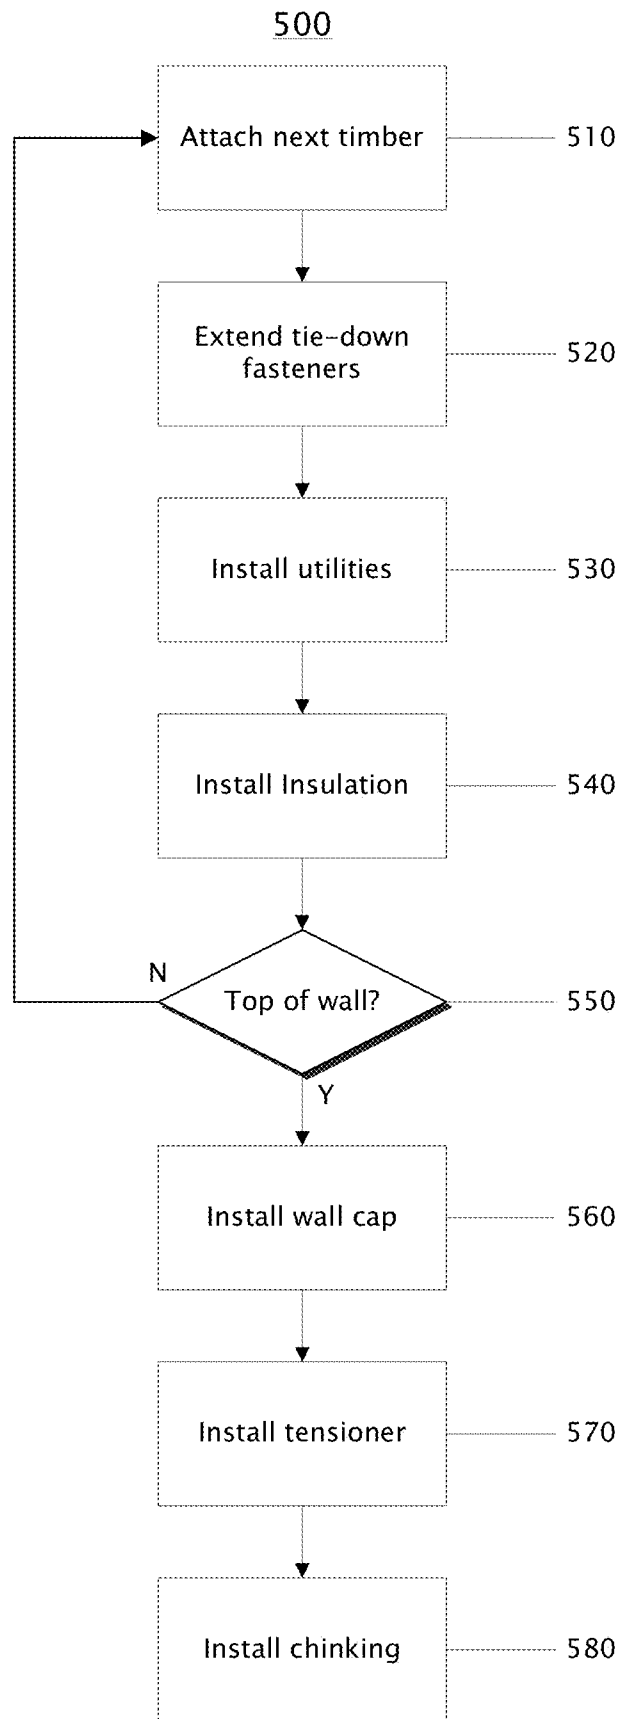 500
Attach next timber
510
Extend tie-down
fasteners
520
Install utilities
530
Install Insulation
540
N
Top of wall?
550
Y
Install wall cap
560
Install tensioner
570
Install chinking
580